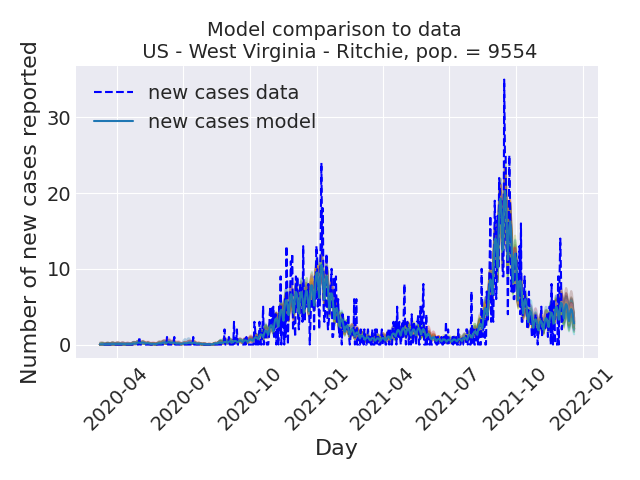 Model comparison to data
US - West Virginia - Ritchie, pop. = 9554
Number of new cases reported
30
20
10
0
new cases data
new cases model
2020-04
2020-07
2020-10
2021-01
2021-04
2021-07
2021-10
2022-01
Day